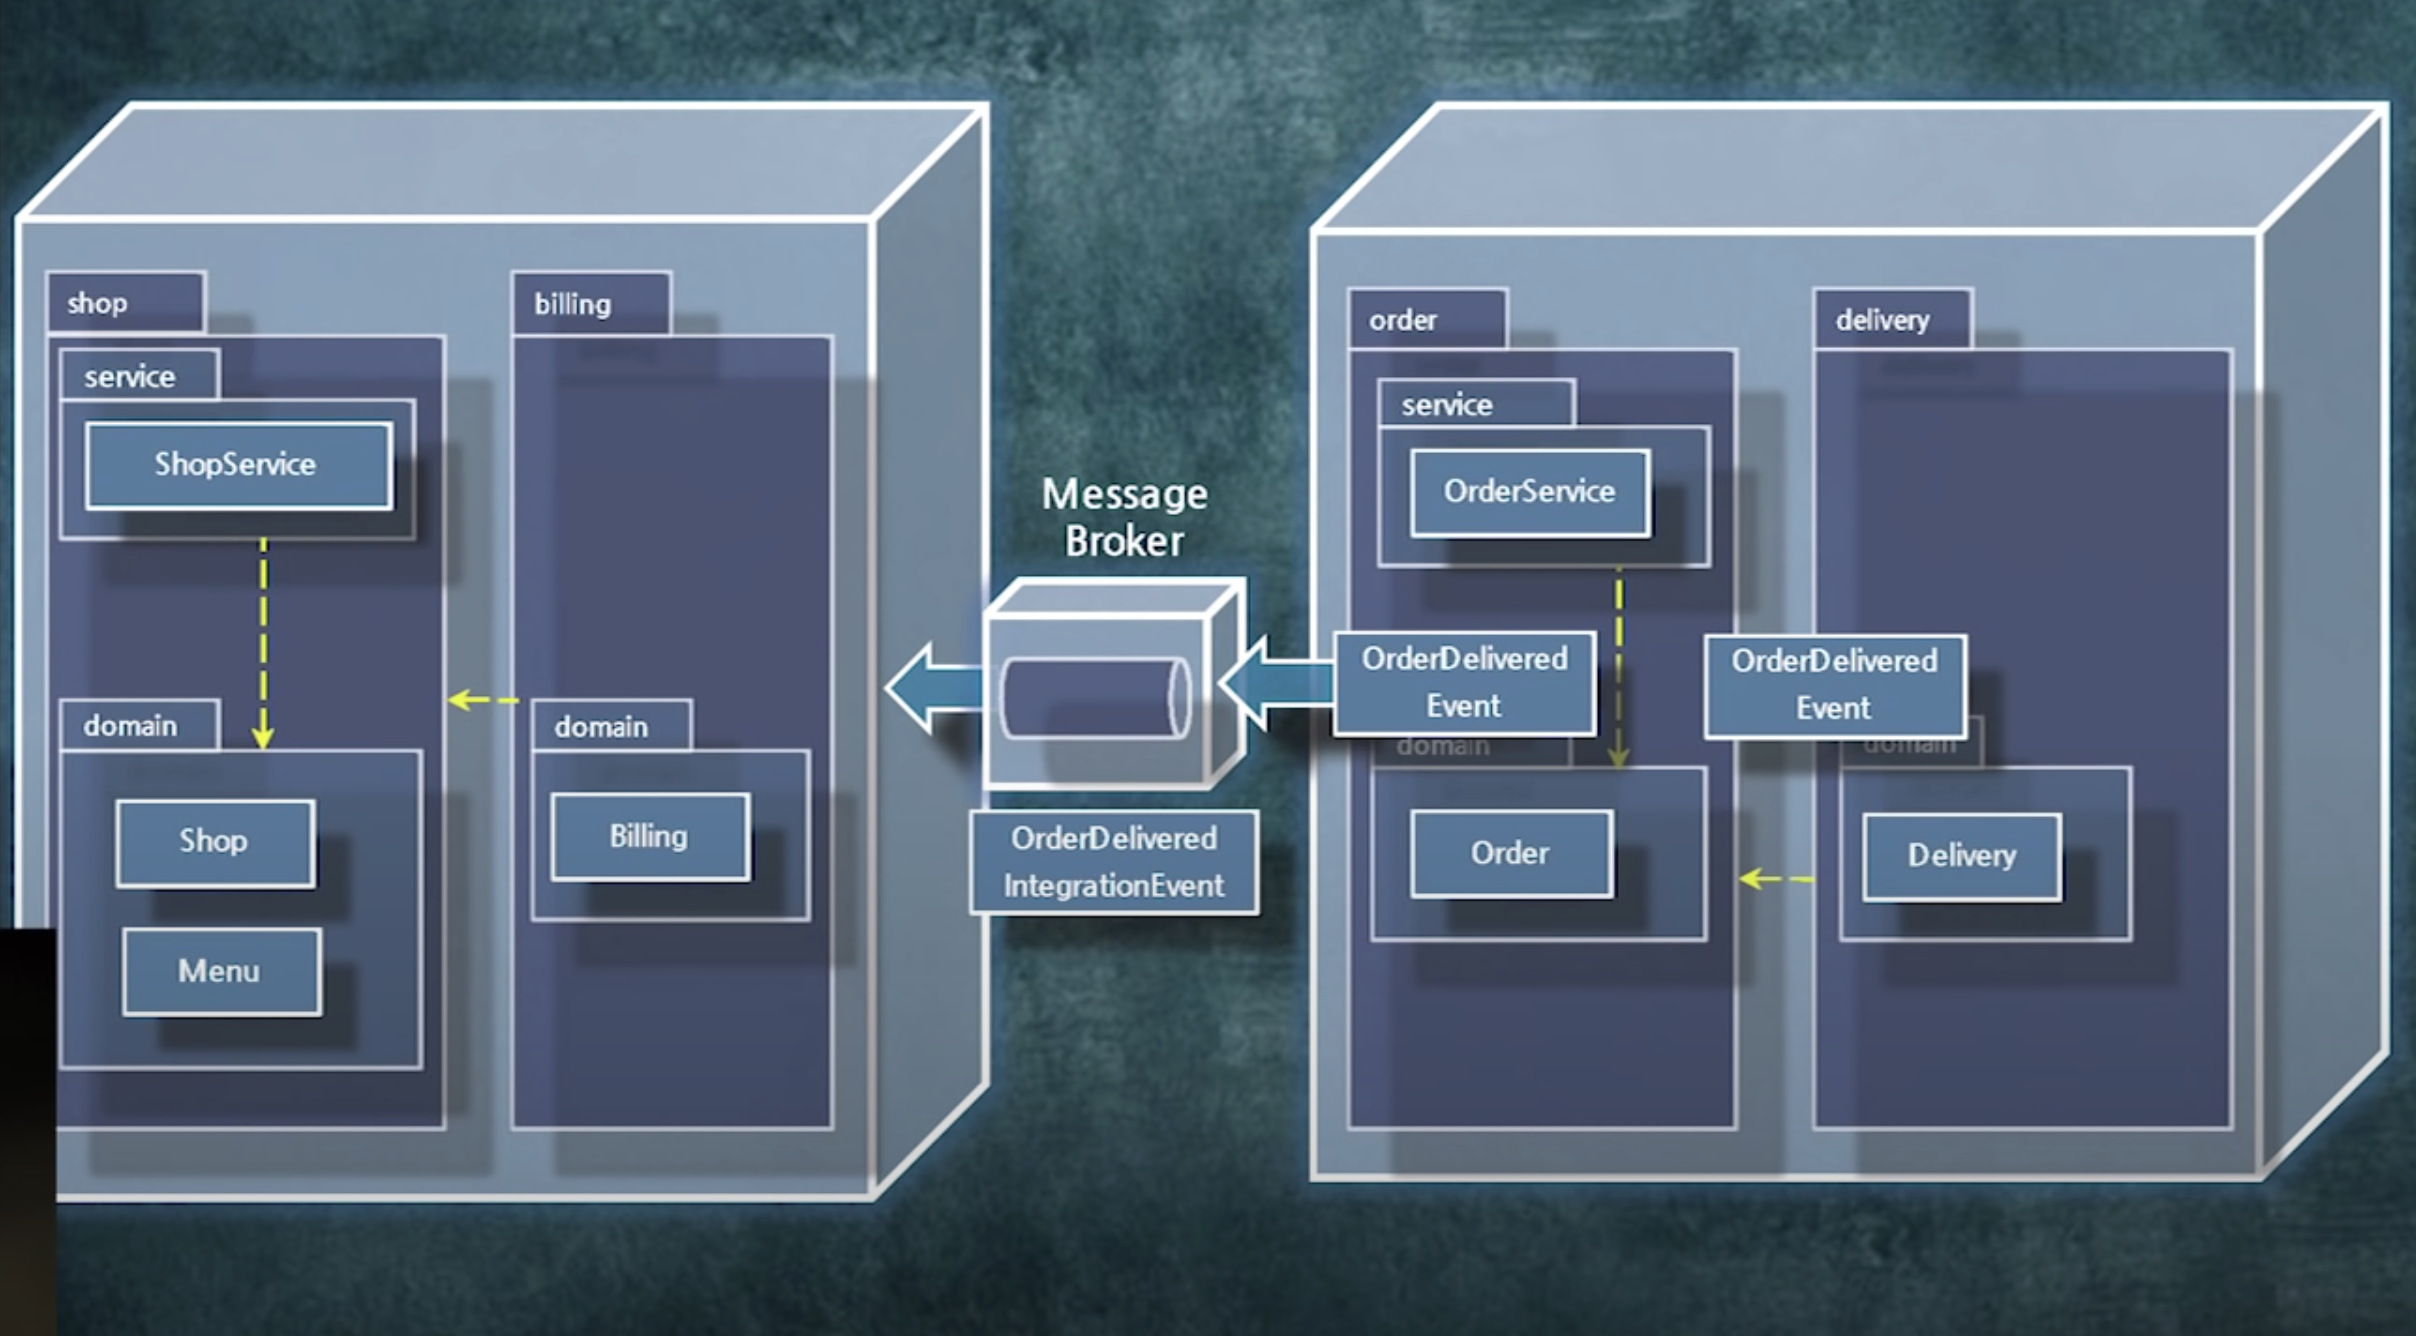 shop
service
ShopService
domain
Shop
Menu
billing
domain
Billing
Message
Broker
OrderDelivered
IntegrationEvent
order
service
OrderService
OrderDelivered
Event
domain
Order
delivery
OrderDelivered
Event
domain
Delivery